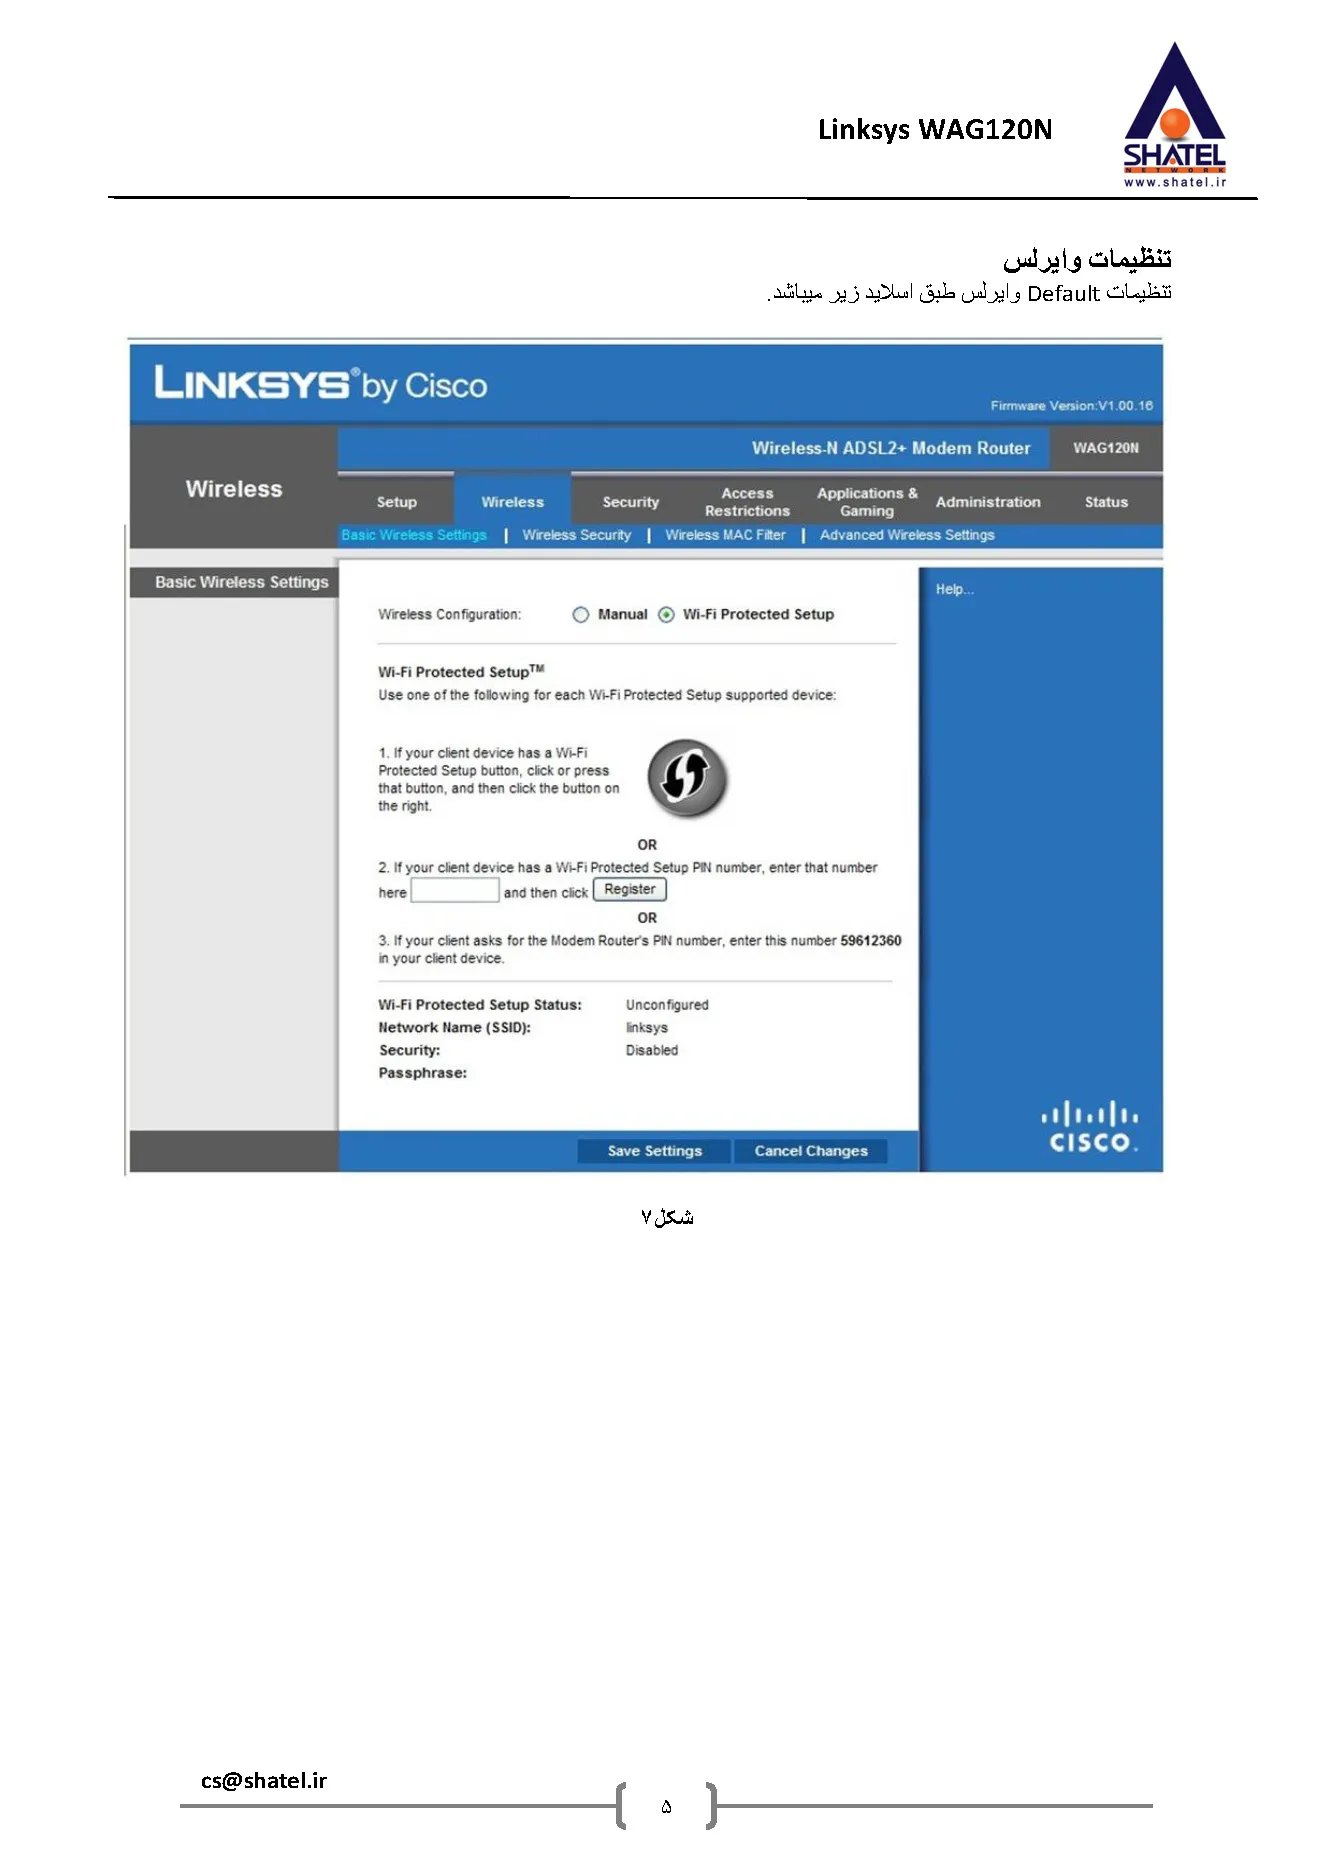 Linksys WAG120N
SHATEL
NETWORK
www.shatel.ir
تنظیمات وایرلس
تنظیمات Default وایرلس طبق اسلاید زیر میباشد.
LINKSYS® by Cisco
Firmware Version:V1.00.16
Wireless-N ADSL2+ Modem Router WAG120N
Wireless
Setup Wireless Security Access Restrictions Applications & Gaming Administration Status
Basic Wireless Settings | Wireless Security | Wireless MAC Filter | Advanced Wireless Settings
Basic Wireless Settings
Help...
Wireless Configuration: Manual Wi-Fi Protected Setup
Wi-Fi Protected Setup™
Use one of the following for each Wi-Fi Protected Setup supported device:
1. If your client device has a Wi-Fi
Protected Setup button, click or press
that button, and then click the button on
the right.
OR
2. If your client device has a Wi-Fi Protected Setup PIN number, enter that number
here and then click Register
OR
3. If your client asks for the Modem Router's PIN number, enter this number 59612360
in your client device.
Wi-Fi Protected Setup Status: Unconfigured
Network Name (SSID): linksys
Security: Disabled
Passphrase:
Save Settings Cancel Changes
CISCO.
شکل۷
cs@shatel.ir
۵